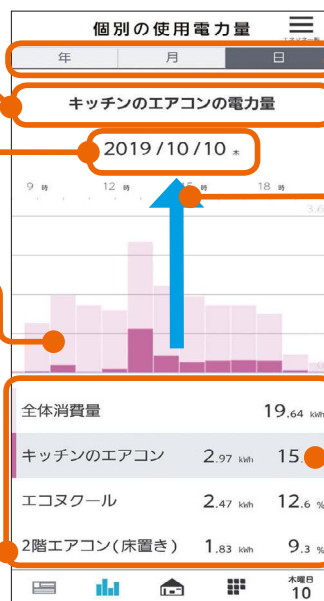 個別の使用電力量
年 月 日
キッチンのエアコンの電力量
2019/10/10 木
9 時 12 時 15 時 18 時
3.6
全体消費量 19.64 kWh
キッチンのエアコン 2.97 kWh 15.
エコヌクール 2.47 kWh 12.6 %
2階エアコン(床置き) 1.83 kWh 9.3 %
木曜日
10